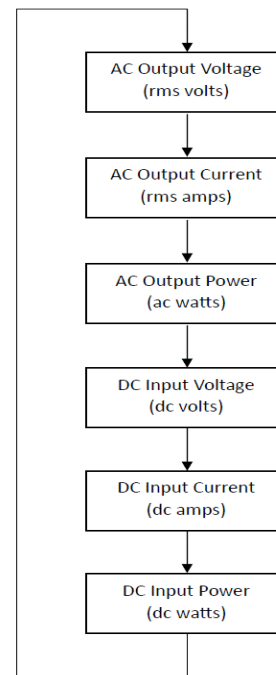 AC Output Voltage
(rms volts)
AC Output Current
(rms amps)
AC Output Power
(ac watts)
DC Input Voltage
(dc volts)
DC Input Current
(dc amps)
DC Input Power
(dc watts)